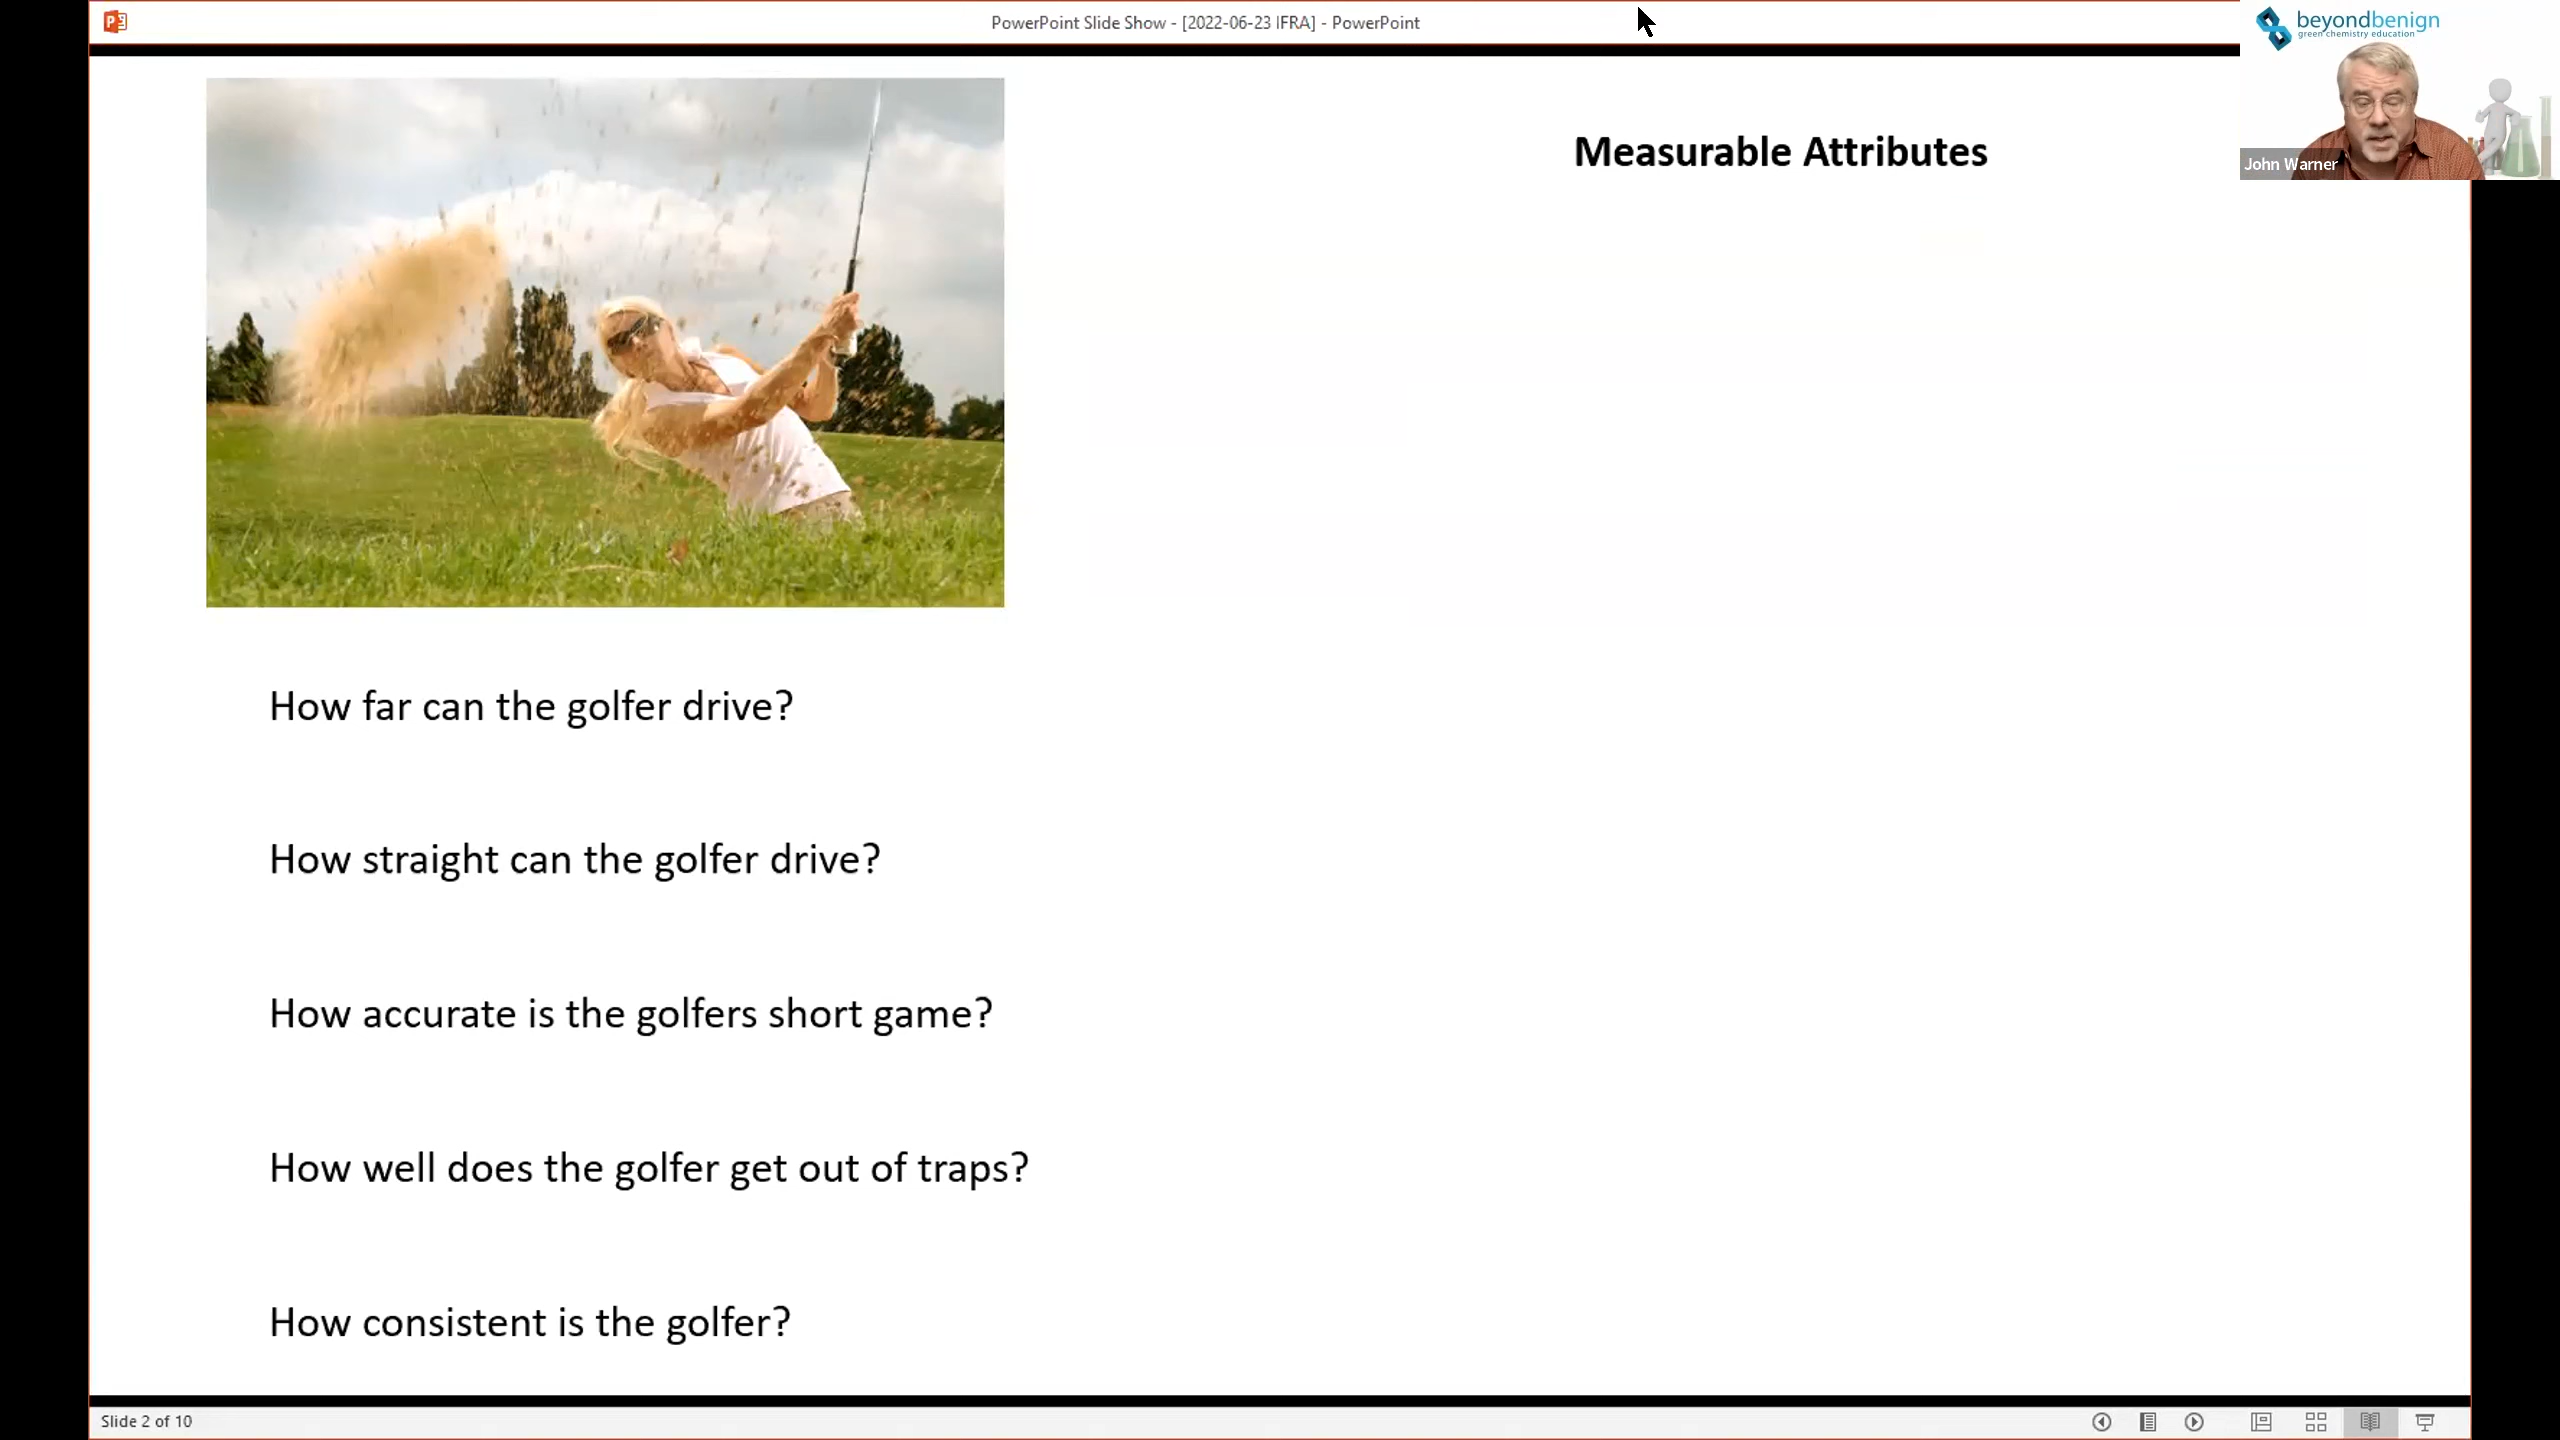 PowerPoint Slide Show - [2022-06-23 IFRA] - PowerPoint
beyondbenign
green chemistry education
John Warner
Measurable Attributes
How far can the golfer drive?
How straight can the golfer drive?
How accurate is the golfers short game?
How well does the golfer get out of traps?
How consistent is the golfer?
Slide 2 of 10